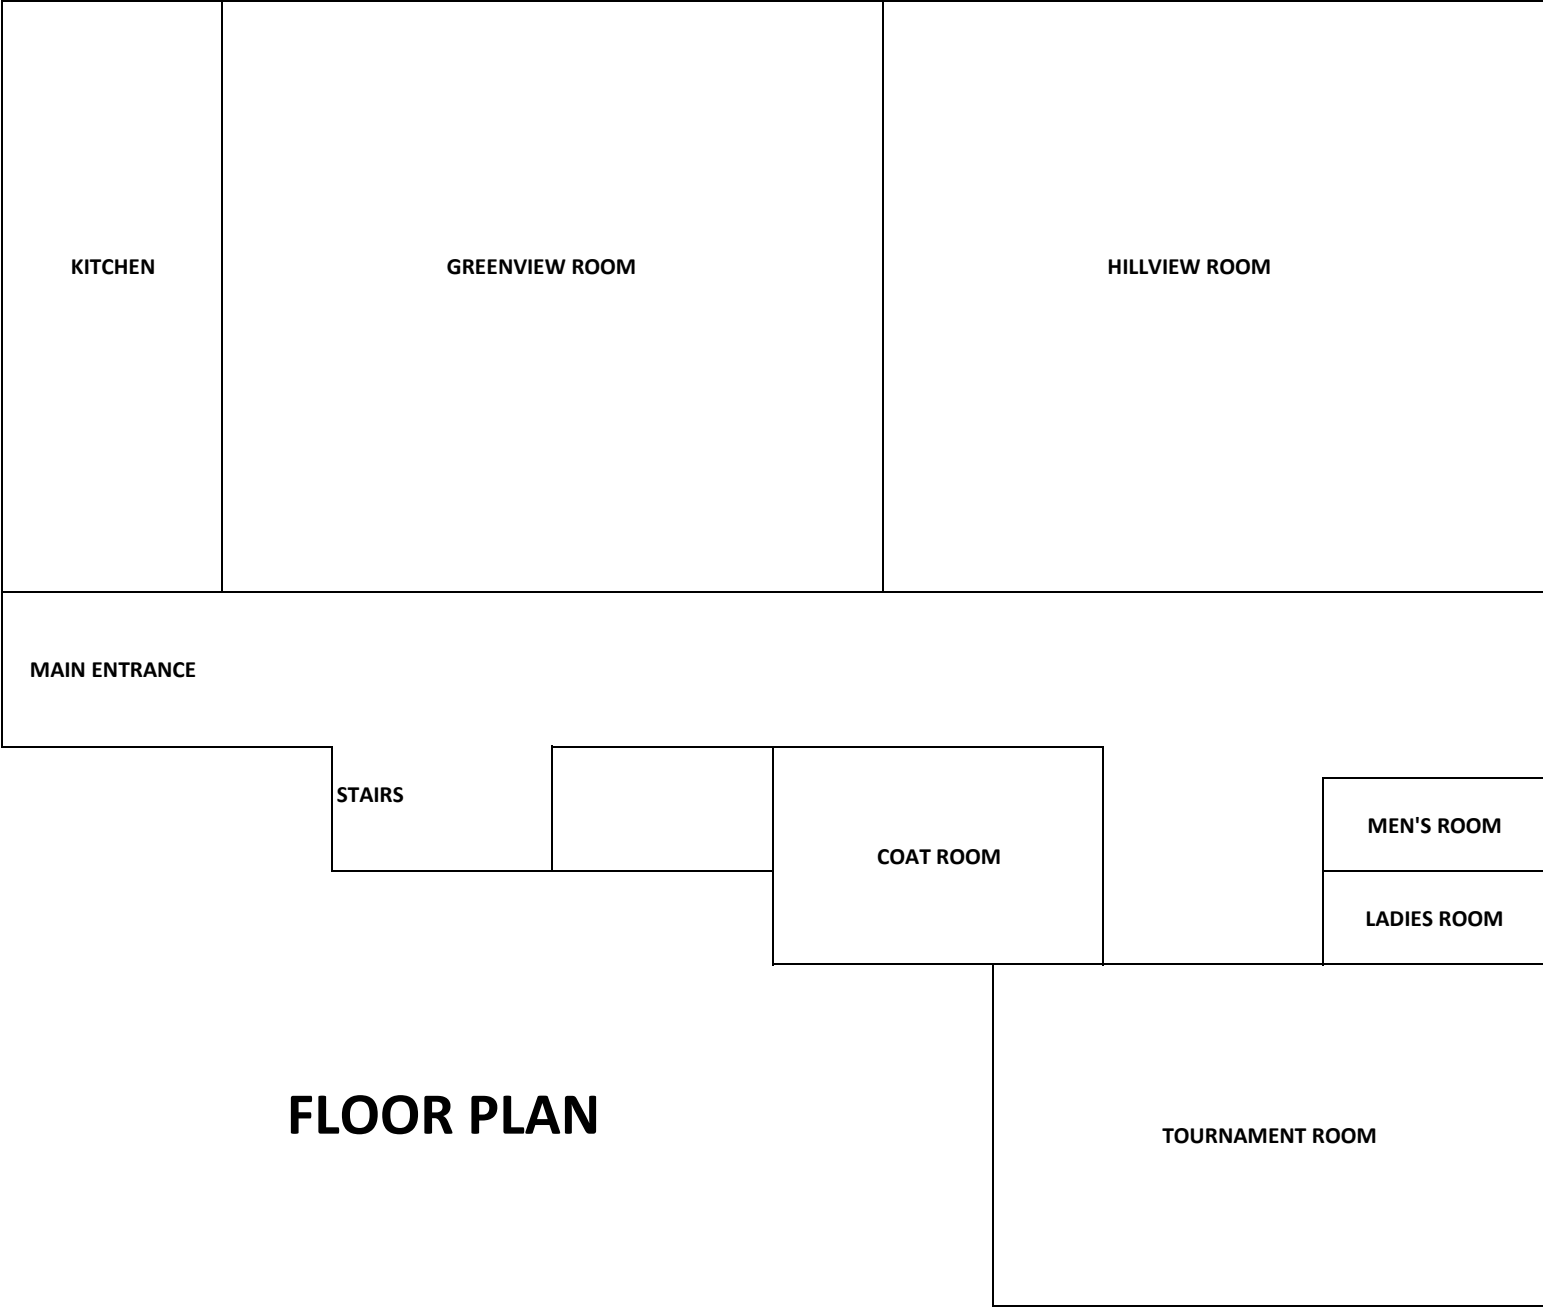 KITCHEN
GREENVIEW ROOM
HILLVIEW ROOM
MAIN ENTRANCE
STAIRS
COAT ROOM
MEN'S ROOM
LADIES ROOM
FLOOR PLAN
TOURNAMENT ROOM